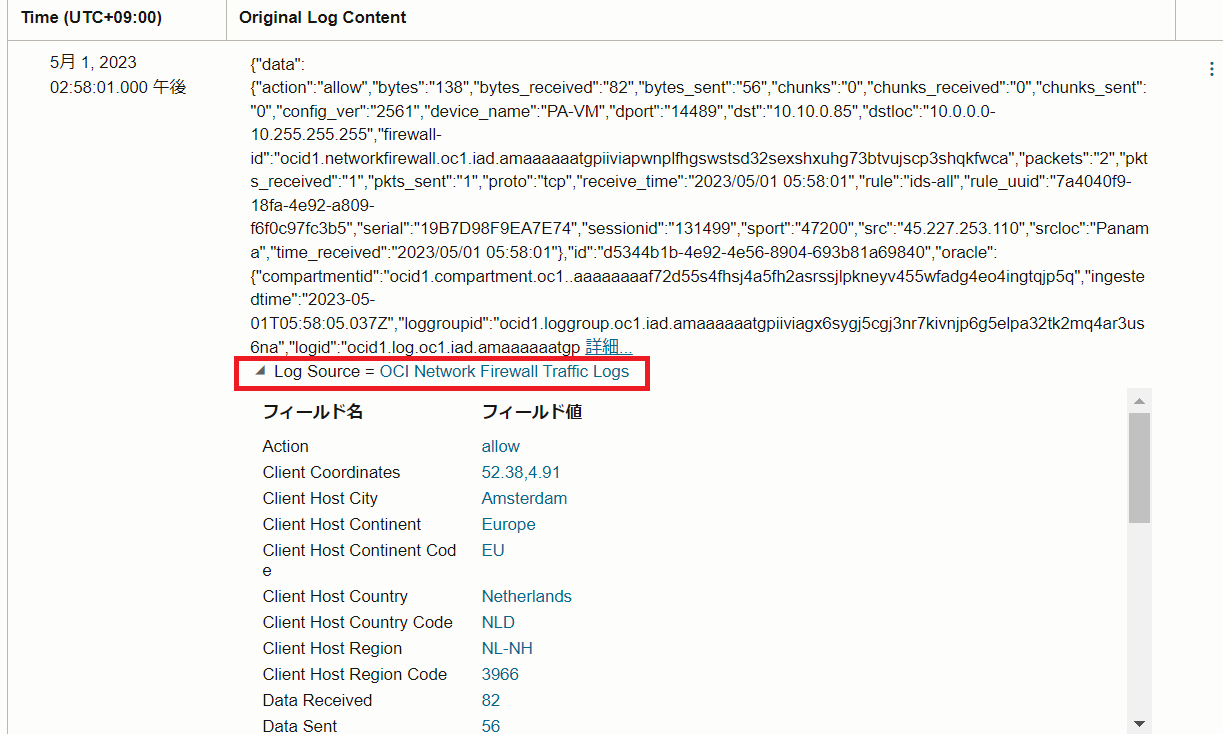 Time (UTC+09:00)
Original Log Content
5月 1, 2023
02:58:01.000 午後
{"data":
{"action":"allow","bytes":"138","bytes_received":"82","bytes_sent":"56","chunks":"0","chunks_received":"0","chunks_sent":
"0","config_ver":"2561","device_name":"PA-VM","dport":"14489","dst":"10.10.0.85","dstloc":"10.0.0.0-
10.255.255.255","firewall-
id":"ocid1.networkfirewall.oc1.iad.amaaaaaatgpiiviapwnplfhgswstsd32sexshxuhg73btvujscp3shqkfwca","packets":"2","pkt
s_received":"1","pkts_sent":"1","proto":"tcp","receive_time":"2023/05/01 05:58:01","rule":"ids-all","rule_uuid":"7a4040f9-
18fa-4e92-a809-
f6f0c97fc3b5","serial":"19B7D98F9EA7E74","sessionid":"131499","sport":"47200","src":"45.227.253.110","srcloc":"Panam
a","time_received":"2023/05/01 05:58:01"},"id":"d5344b1b-4e92-4e56-8904-693b81a69840","oracle":
{"compartmentid":"ocid1.compartment.oc1..aaaaaaaaf72d55s4fhsj4a5fh2asrssjlpkneyv455wfadg4eo4ingtqjp5q","ingeste
dtime":"2023-05-
01T05:58:05.037Z","loggroupid":"ocid1.loggroup.oc1.iad.amaaaaaatgpiiviagx6sygj5cgj3nr7kivnjp6g5elpa32tk2mq4ar3us
6na","logid":"ocid1.log.oc1.iad.amaaaaaatgp 詳細...
Log Source = OCI Network Firewall Traffic Logs
フィールド名 フィールド値
Action allow
Client Coordinates 52.38,4.91
Client Host City Amsterdam
Client Host Continent Europe
Client Host Continent Cod EU
e
Client Host Country Netherlands
Client Host Country Code NLD
Client Host Region NL-NH
Client Host Region Code 3966
Data Received 82
Data Sent 56